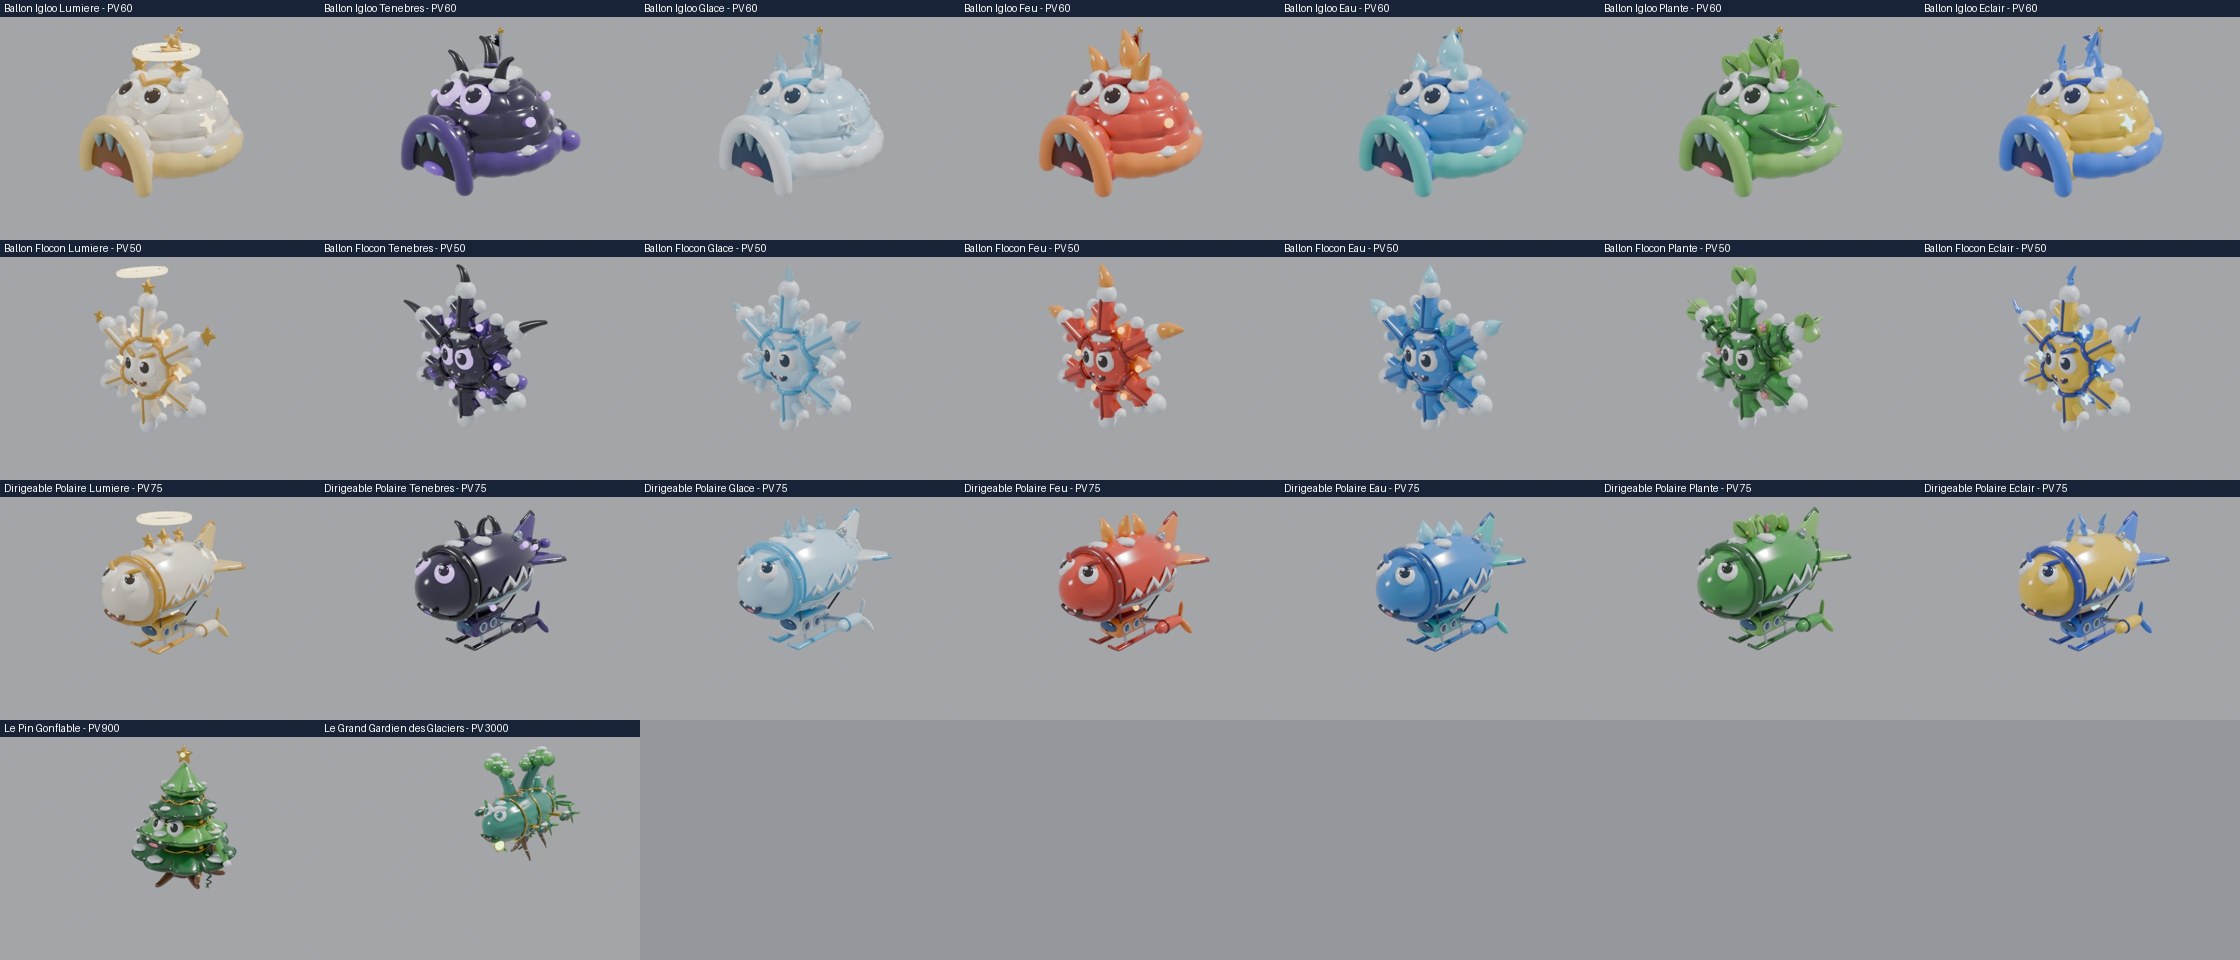 Ballon Igloo Lumiere - PV60
Ballon Igloo Tenebres - PV60
Ballon Igloo Glace - PV60
Ballon Igloo Feu - PV60
Ballon Igloo Eau - PV60
Ballon Igloo Plante - PV60
Ballon Igloo Eclair - PV60
Ballon Flocon Lumiere - PV50
Ballon Flocon Tenebres - PV50
Ballon Flocon Glace - PV50
Ballon Flocon Feu - PV50
Ballon Flocon Eau - PV50
Ballon Flocon Plante - PV50
Ballon Flocon Eclair - PV50
Dirigeable Polaire Lumiere - PV75
Dirigeable Polaire Tenebres - PV75
Dirigeable Polaire Glace - PV75
Dirigeable Polaire Feu - PV75
Dirigeable Polaire Eau - PV75
Dirigeable Polaire Plante - PV75
Dirigeable Polaire Eclair - PV75
Le Pin Gonflable - PV900
Le Grand Gardien des Glaciers - PV3000